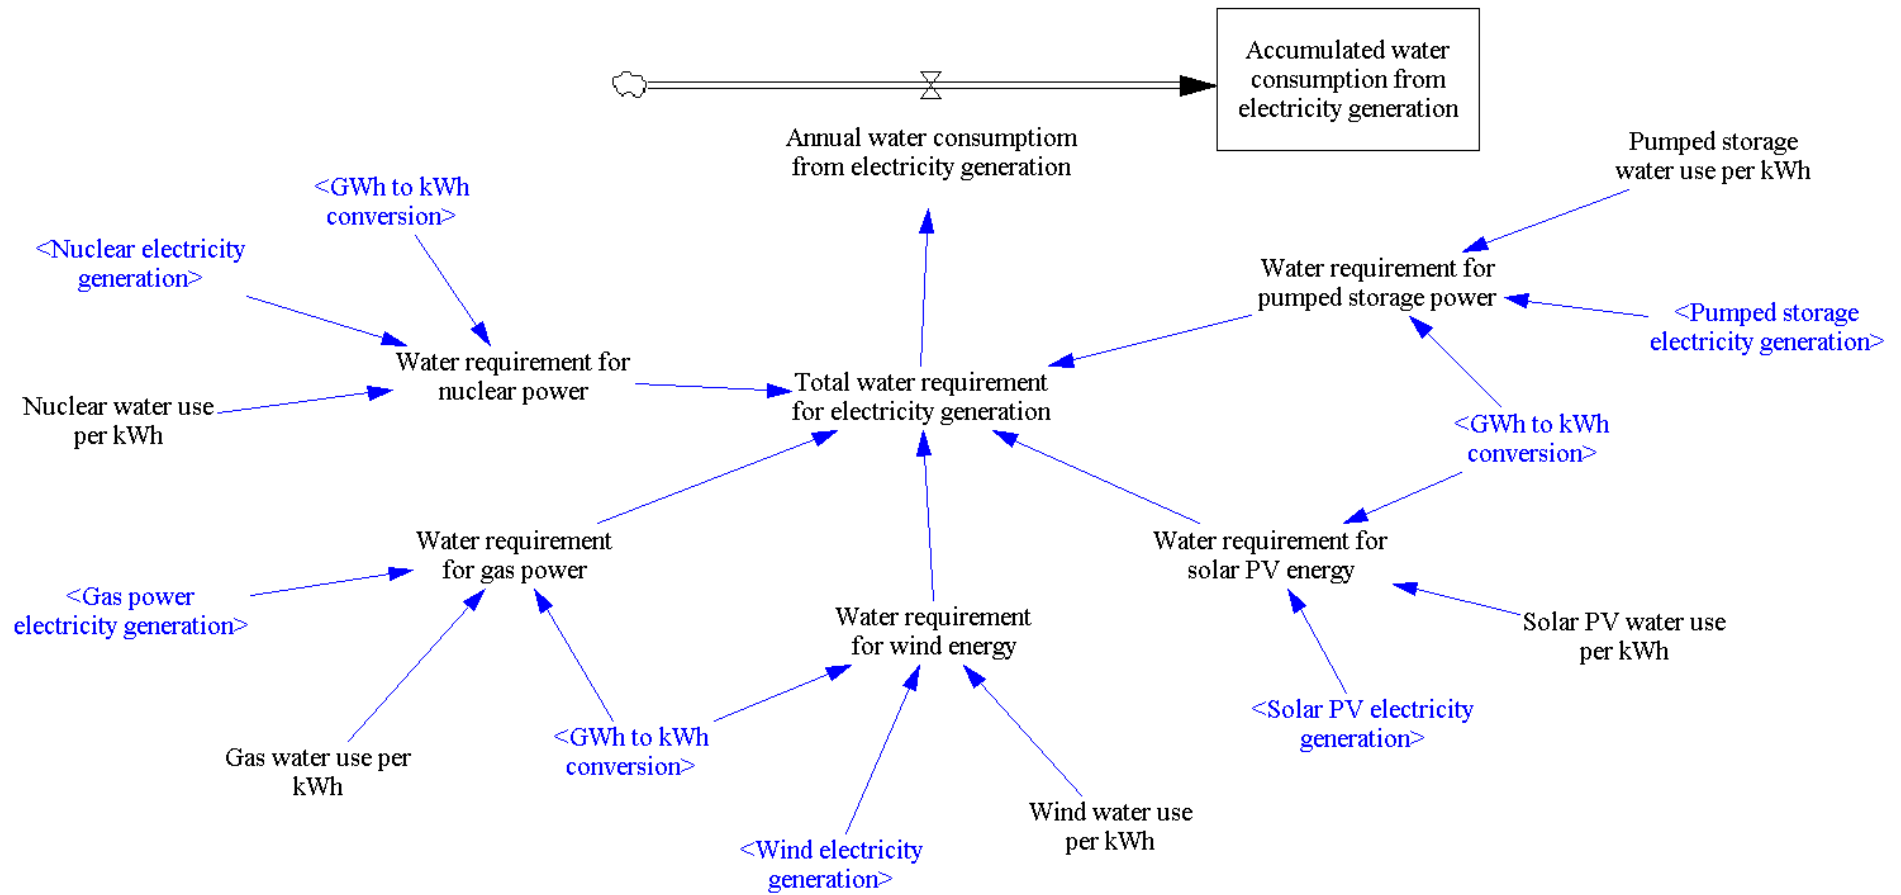 Accumulated water
consumption from
electricity generation
Annual water consumptiom
from electricity generation
Pumped storage
water use per kWh
<GWh to kWh
conversion>
<Nuclear electricity
generation>
Water requirement for
pumped storage power
<Pumped storage
electricity generation>
Water requirement for
nuclear power
Total water requirement
for electricity generation
Nuclear water use
per kWh
<GWh to kWh
conversion>
Water requirement
for gas power
Water requirement for
solar PV energy
<Gas power
electricity generation>
Water requirement
for wind energy
Solar PV water use
per kWh
<Solar PV electricity
generation>
Gas water use per
kWh
<GWh to kWh
conversion>
Wind water use
per kWh
<Wind electricity
generation>